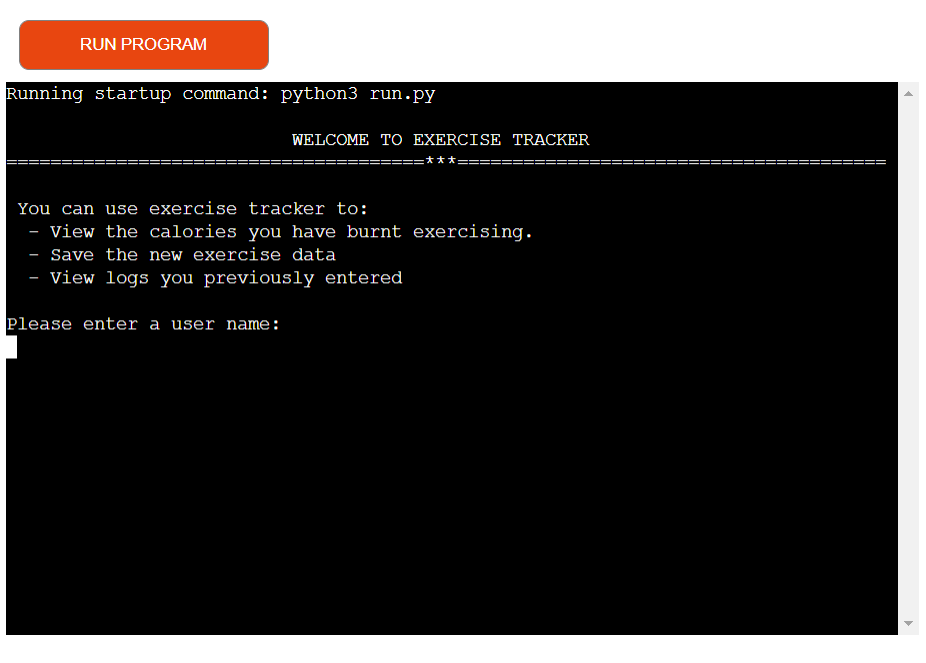 RUN PROGRAM
Running startup command: python3 run.py
WELCOME TO EXERCISE TRACKER
======================================***=======================================
You can use exercise tracker to:
- View the calories you have burnt exercising.
- Save the new exercise data
- View logs you previously entered
Please enter a user name: